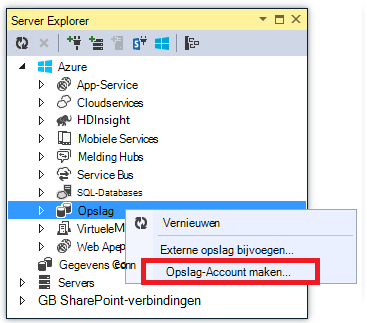 Server Explorer
Azure
App-Service
Cloudservices
HDInsight
Mobiele Services
Melding Hubs
Service Bus
SQL-Databases
Opslag
VirtueleM
Web App
Gegevens Conn
Servers
GB SharePoint-verbindingen
Vernieuwen
Externe opslag bijvoegen...
Opslag-Account maken...